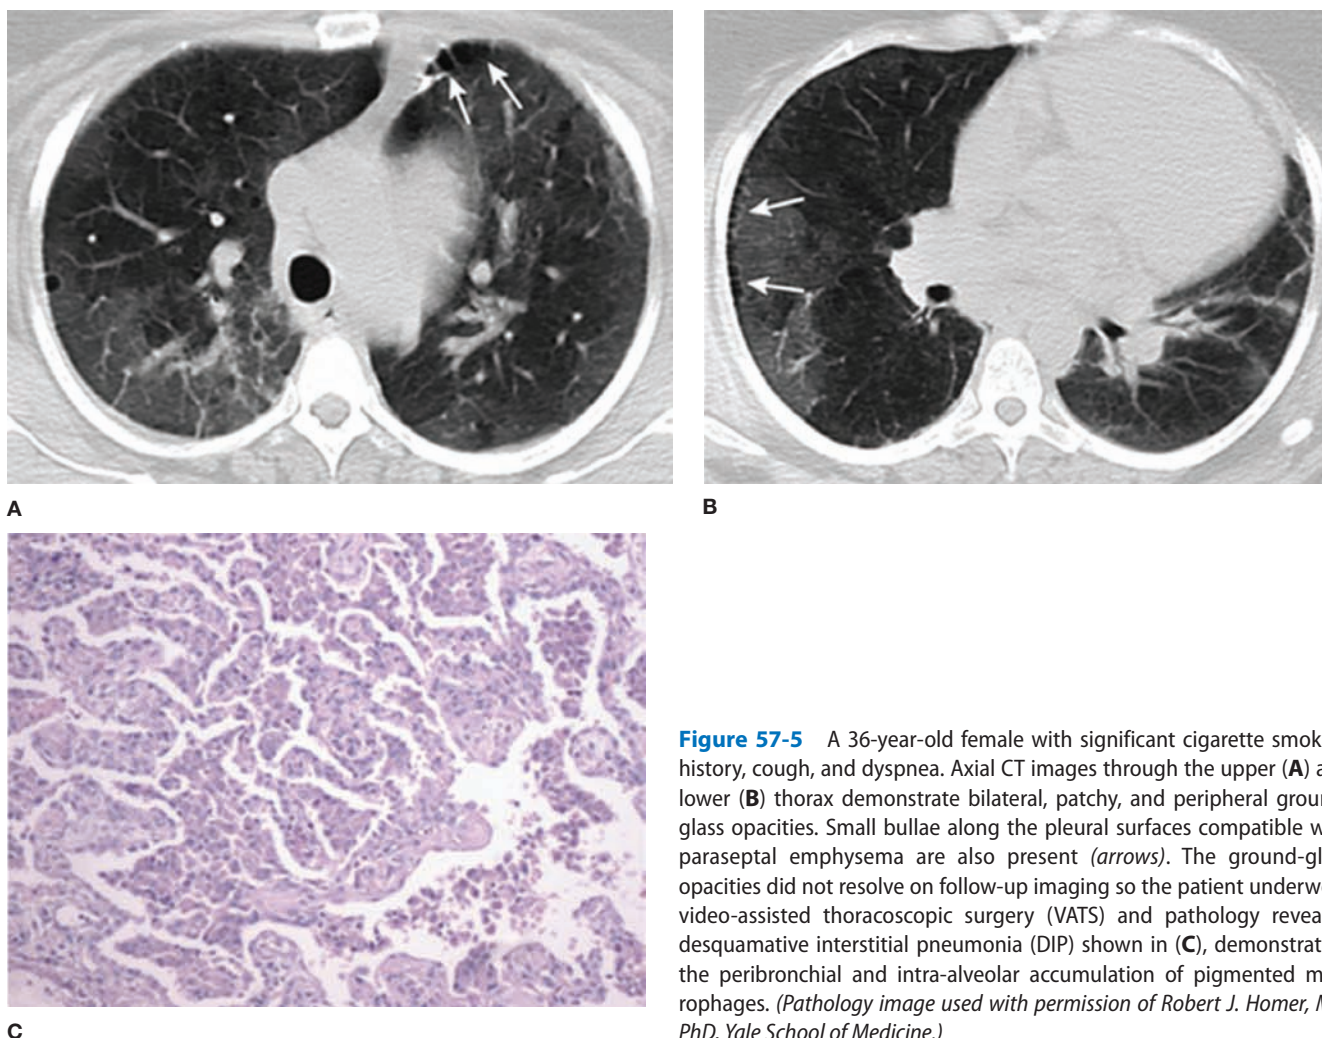 A
B
C
Figure 57-5 A 36-year-old female with significant cigarette smok
history, cough, and dyspnea. Axial CT images through the upper (A) a
lower (B) thorax demonstrate bilateral, patchy, and peripheral groun
glass opacities. Small bullae along the pleural surfaces compatible w
paraseptal emphysema are also present (arrows). The ground-gl
opacities did not resolve on follow-up imaging so the patient underwe
video-assisted thoracoscopic surgery (VATS) and pathology revea
desquamative interstitial pneumonia (DIP) shown in (C), demonstrat
the peribronchial and intra-alveolar accumulation of pigmented m
rophages. (Pathology image used with permission of Robert J. Homer, M
PhD, Yale School of Medicine.)